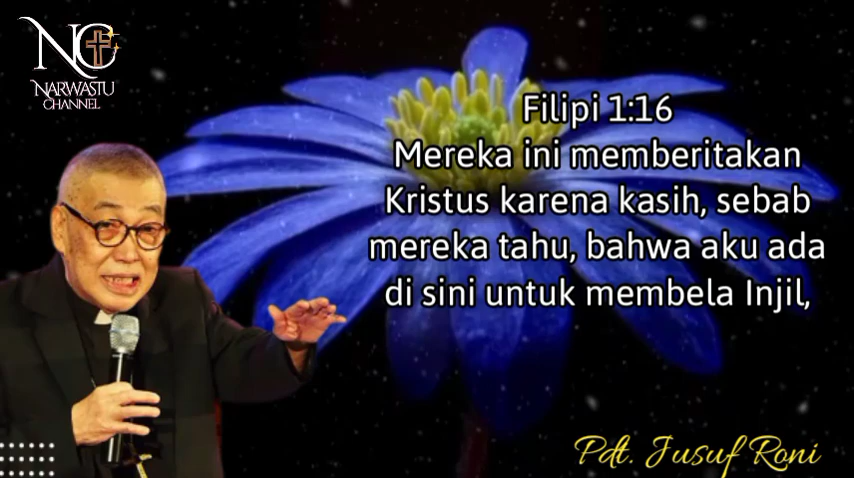 NC
NARWASTU
CHANNEL
Filipi 1:16
Mereka ini memberitakan
Kristus karena kasih, sebab
mereka tahu, bahwa aku ada
di sini untuk membela Injil,
Pdt. Jusuf Roni